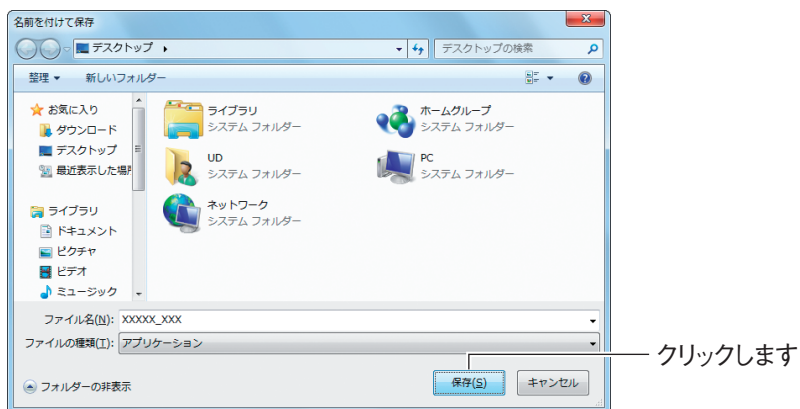 名前を付けて保存
デスクトップ
デスクトップの検索
整理 新しいフォルダー
お気に入り
ダウンロード
デスクトップ
最近表示した場所
ライブラリ
ドキュメント
ピクチャ
ビデオ
ミュージック
ライブラリ
システム フォルダー
ホームグループ
システム フォルダー
UD
システム フォルダー
PC
システム フォルダー
ネットワーク
システム フォルダー
ファイル名(N): XXXXX_XXX
ファイルの種類(T): アプリケーション
フォルダーの非表示
保存(S) キャンセル
クリックします